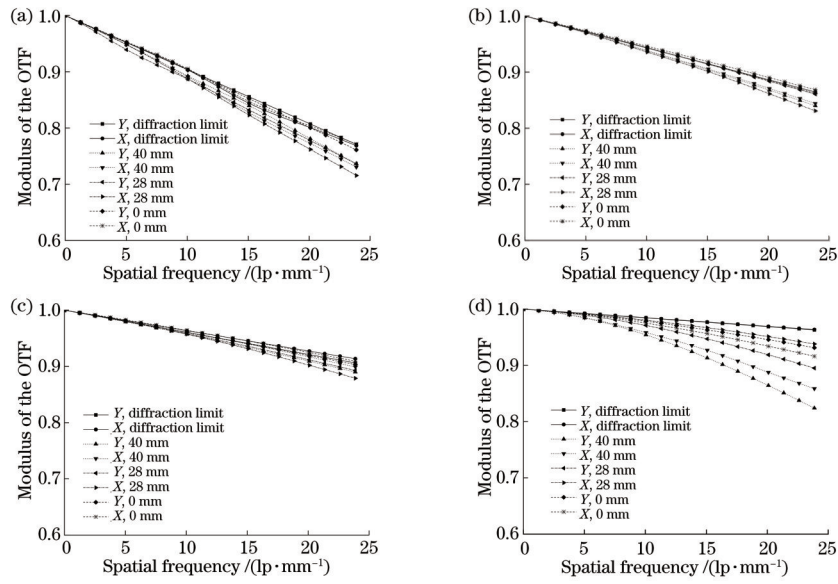 (a)
1.0
0.9
0.8
0.7
0.6
Modulus of the OTF
Y, diffraction limit
X, diffraction limit
Y, 40 mm
X, 40 mm
Y, 28 mm
X, 28 mm
Y, 0 mm
X, 0 mm
0 5 10 15 20 25
Spatial frequency /(lp·mm⁻¹)
(b)
1.0
0.9
0.8
0.7
0.6
Modulus of the OTF
Y, diffraction limit
X, diffraction limit
Y, 40 mm
X, 40 mm
Y, 28 mm
X, 28 mm
Y, 0 mm
X, 0 mm
0 5 10 15 20 25
Spatial frequency /(lp·mm⁻¹)
(c)
1.0
0.9
0.8
0.7
0.6
Modulus of the OTF
Y, diffraction limit
X, diffraction limit
Y, 40 mm
X, 40 mm
Y, 28 mm
X, 28 mm
Y, 0 mm
X, 0 mm
0 5 10 15 20 25
Spatial frequency /(lp·mm⁻¹)
(d)
1.0
0.9
0.8
0.7
0.6
Modulus of the OTF
Y, diffraction limit
X, diffraction limit
Y, 40 mm
X, 40 mm
Y, 28 mm
X, 28 mm
Y, 0 mm
X, 0 mm
0 5 10 15 20 25
Spatial frequency /(lp·mm⁻¹)